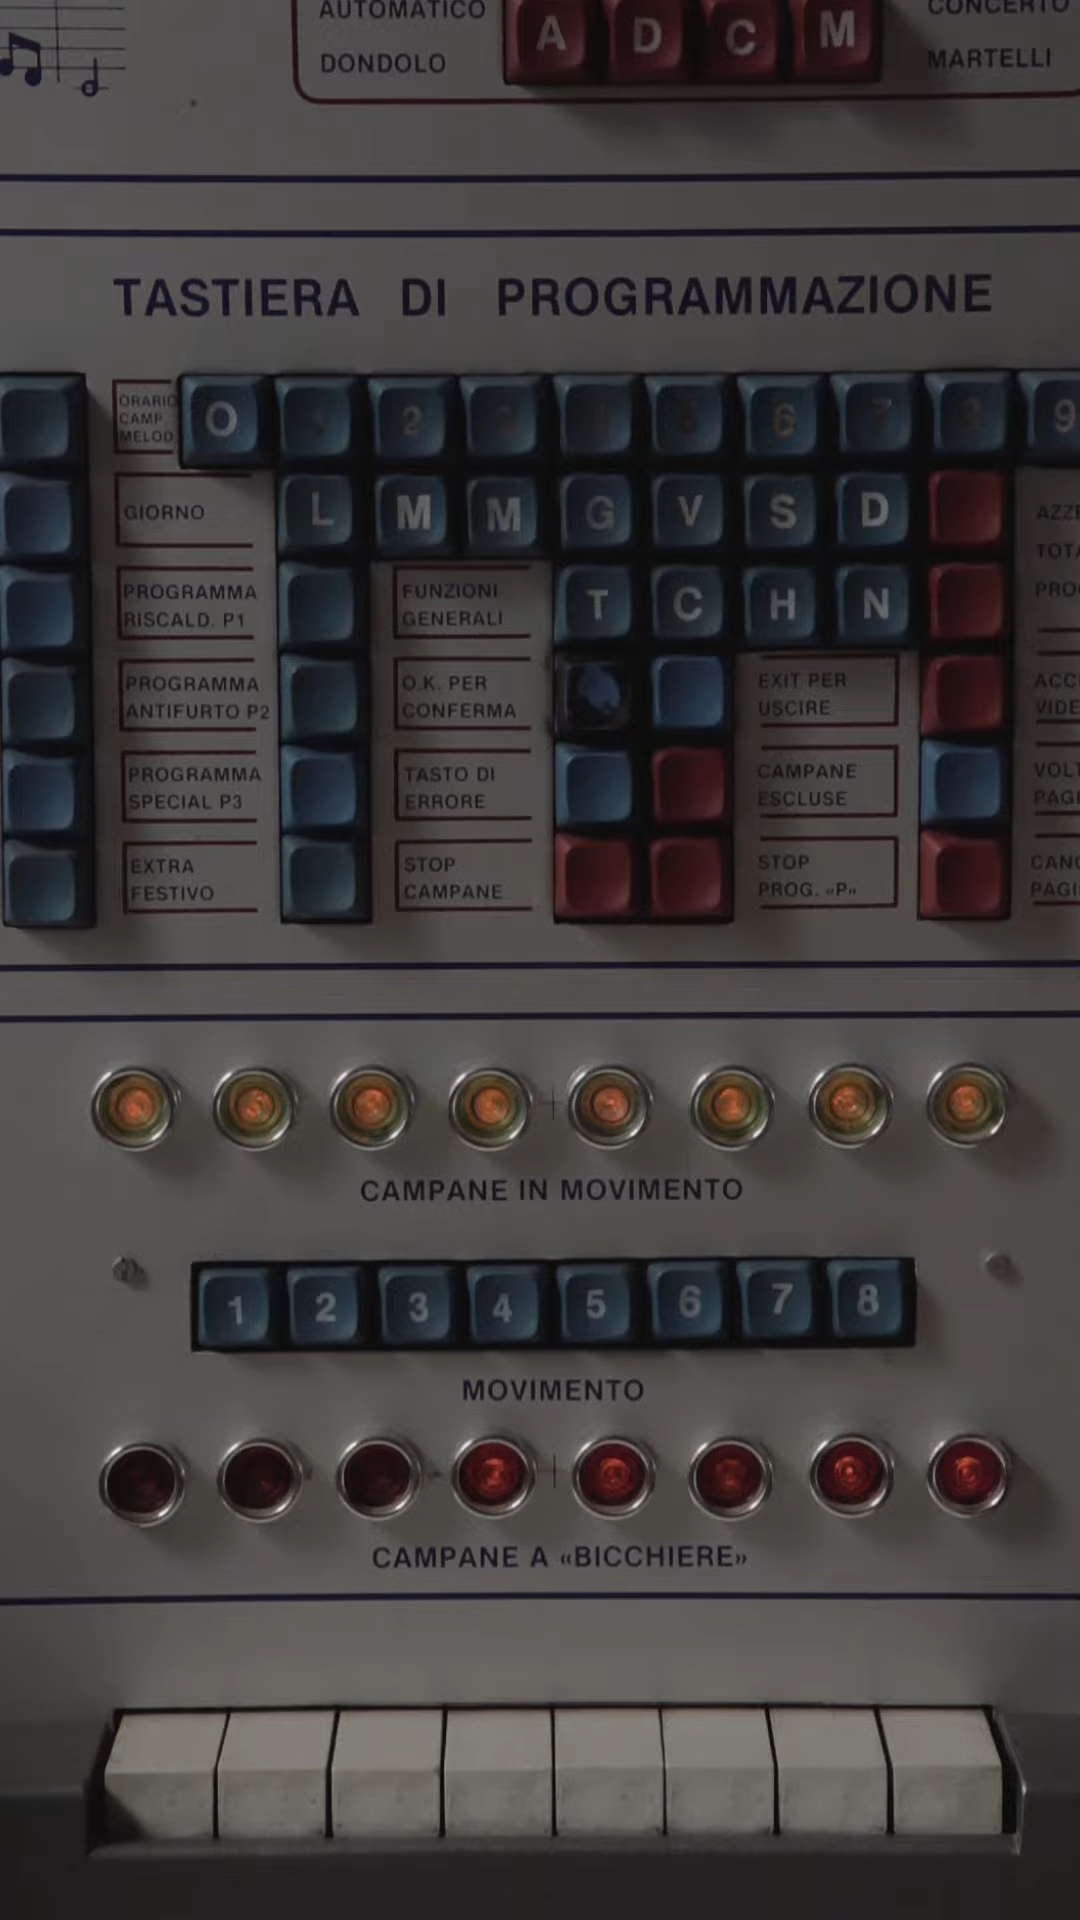 AUTOMATICO
A D C M
CONCERTO
DONDOLO
MARTELLI
TASTIERA DI PROGRAMMAZIONE
ORARIO
CAMP.
MELOD
O 2 6 9
GIORNO
L M M G V S D
PROGRAMMA
RISCALD. P1
FUNZIONI
GENERALI
T C H N
PROGRAMMA
ANTIFURTO P2
O.K. PER
CONFERMA
EXIT PER
USCIRE
PROGRAMMA
SPECIAL P3
TASTO DI
ERRORE
CAMPANE
ESCLUSE
EXTRA
FESTIVO
STOP
CAMPANE
STOP
PROG. «P»
CAMPANE IN MOVIMENTO
1 2 3 4 5 6 7 8
MOVIMENTO
CAMPANE A «BICCHIERE»